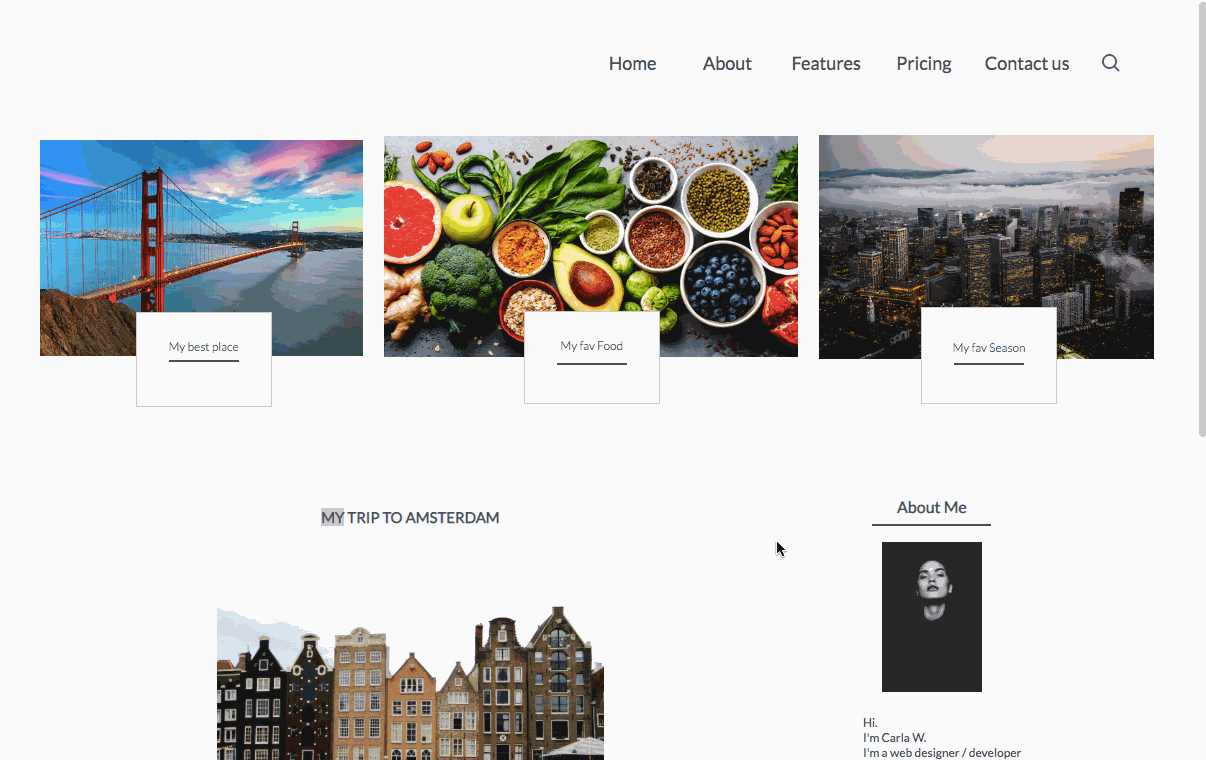 Home About Features Pricing Contact us
My best place
My fav Food
My fav Season
MY TRIP TO AMSTERDAM
About Me
Hi.
I'm Carla W.
I'm a web designer / developer